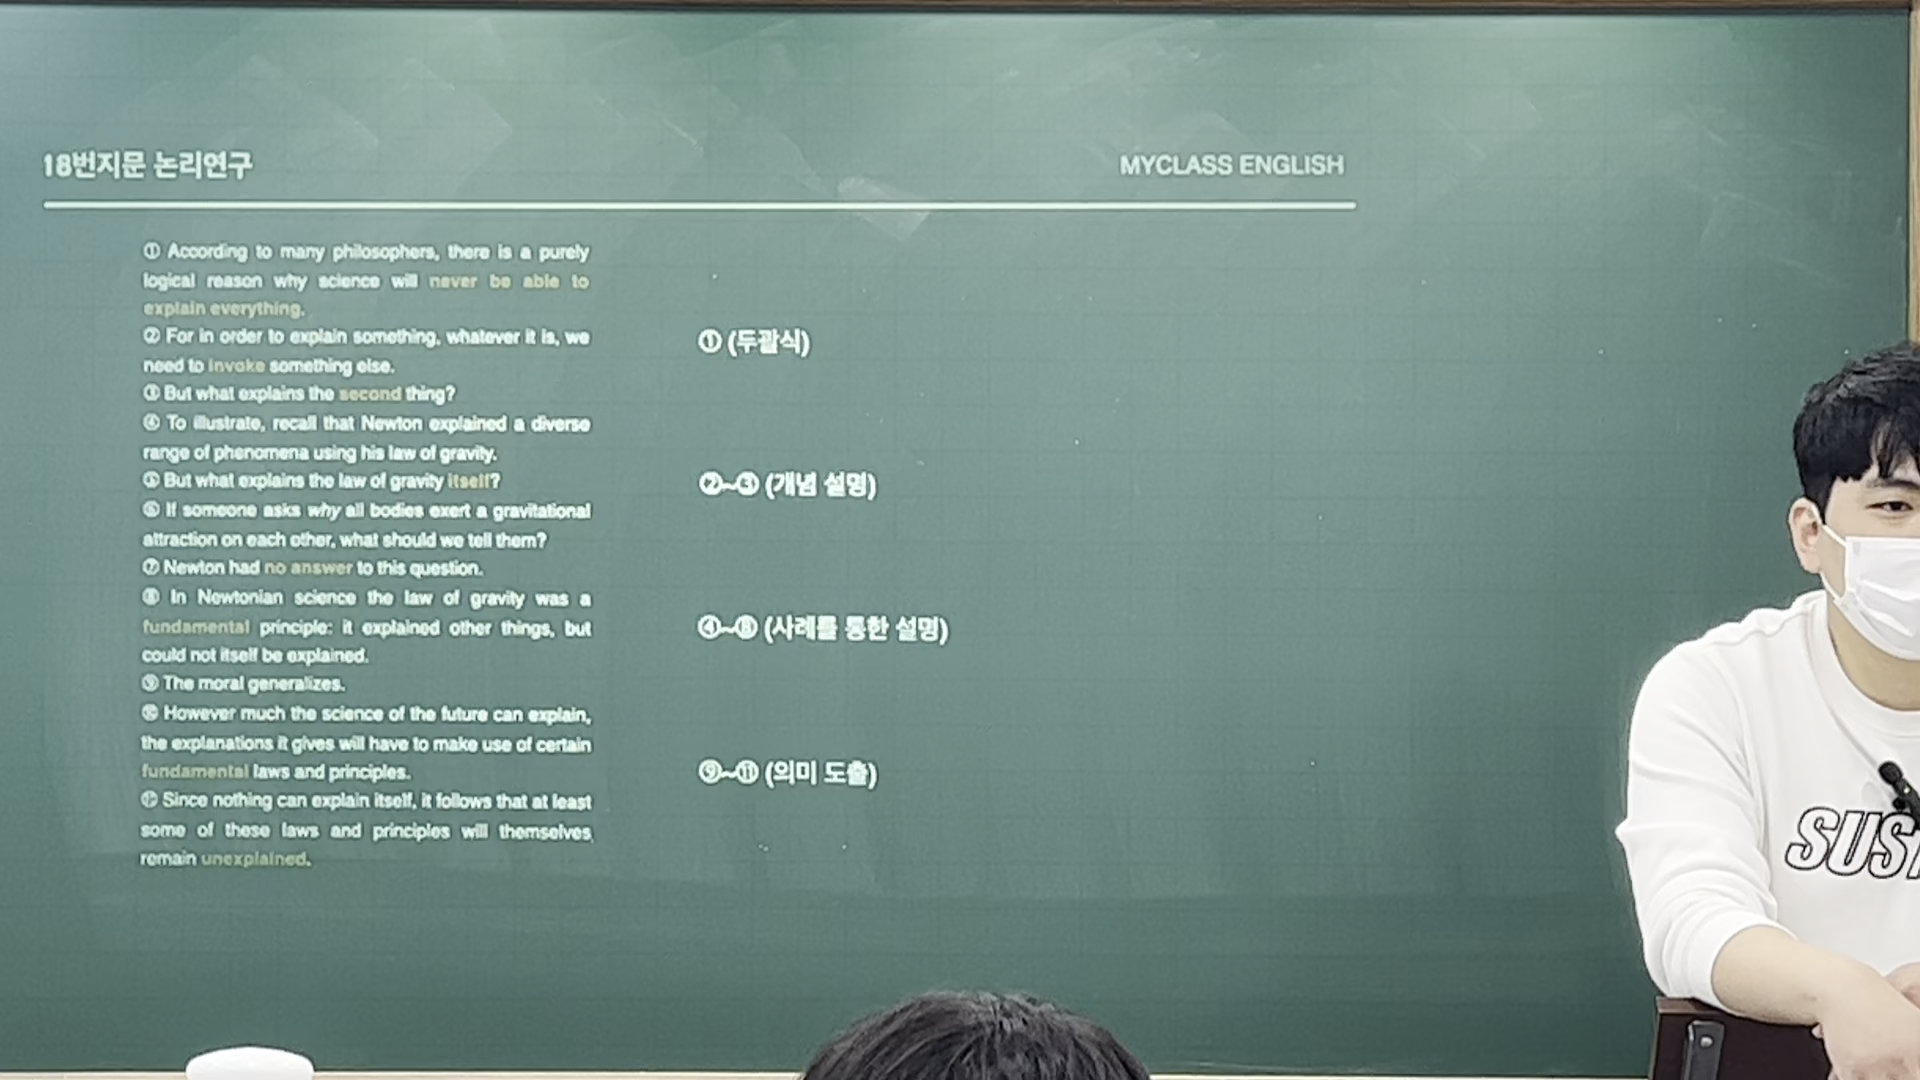 18번지문 논리연구
MYCLASS ENGLISH
① According to many philosophers, there is a purely
logical reason why science will never be able to
explain everything.
② For in order to explain something, whatever it is, we
need to invoke something else.
③ But what explains the second thing?
④ To illustrate, recall that Newton explained a diverse
range of phenomena using his law of gravity.
⑤ But what explains the law of gravity itself?
⑥ If someone asks why all bodies exert a gravitational
attraction on each other, what should we tell them?
⑦ Newton had no answer to this question.
⑧ In Newtonian science the law of gravity was a
fundamental principle: it explained other things, but
could not itself be explained.
⑨ The moral generalizes.
⑩ However much the science of the future can explain,
the explanations it gives will have to make use of certain
fundamental laws and principles.
⑪ Since nothing can explain itself, it follows that at least
some of these laws and principles will themselves
remain unexplained.
① (두괄식)
②~③ (개념 설명)
④~⑧ (사례를 통한 설명)
⑨~⑪ (의미 도출)